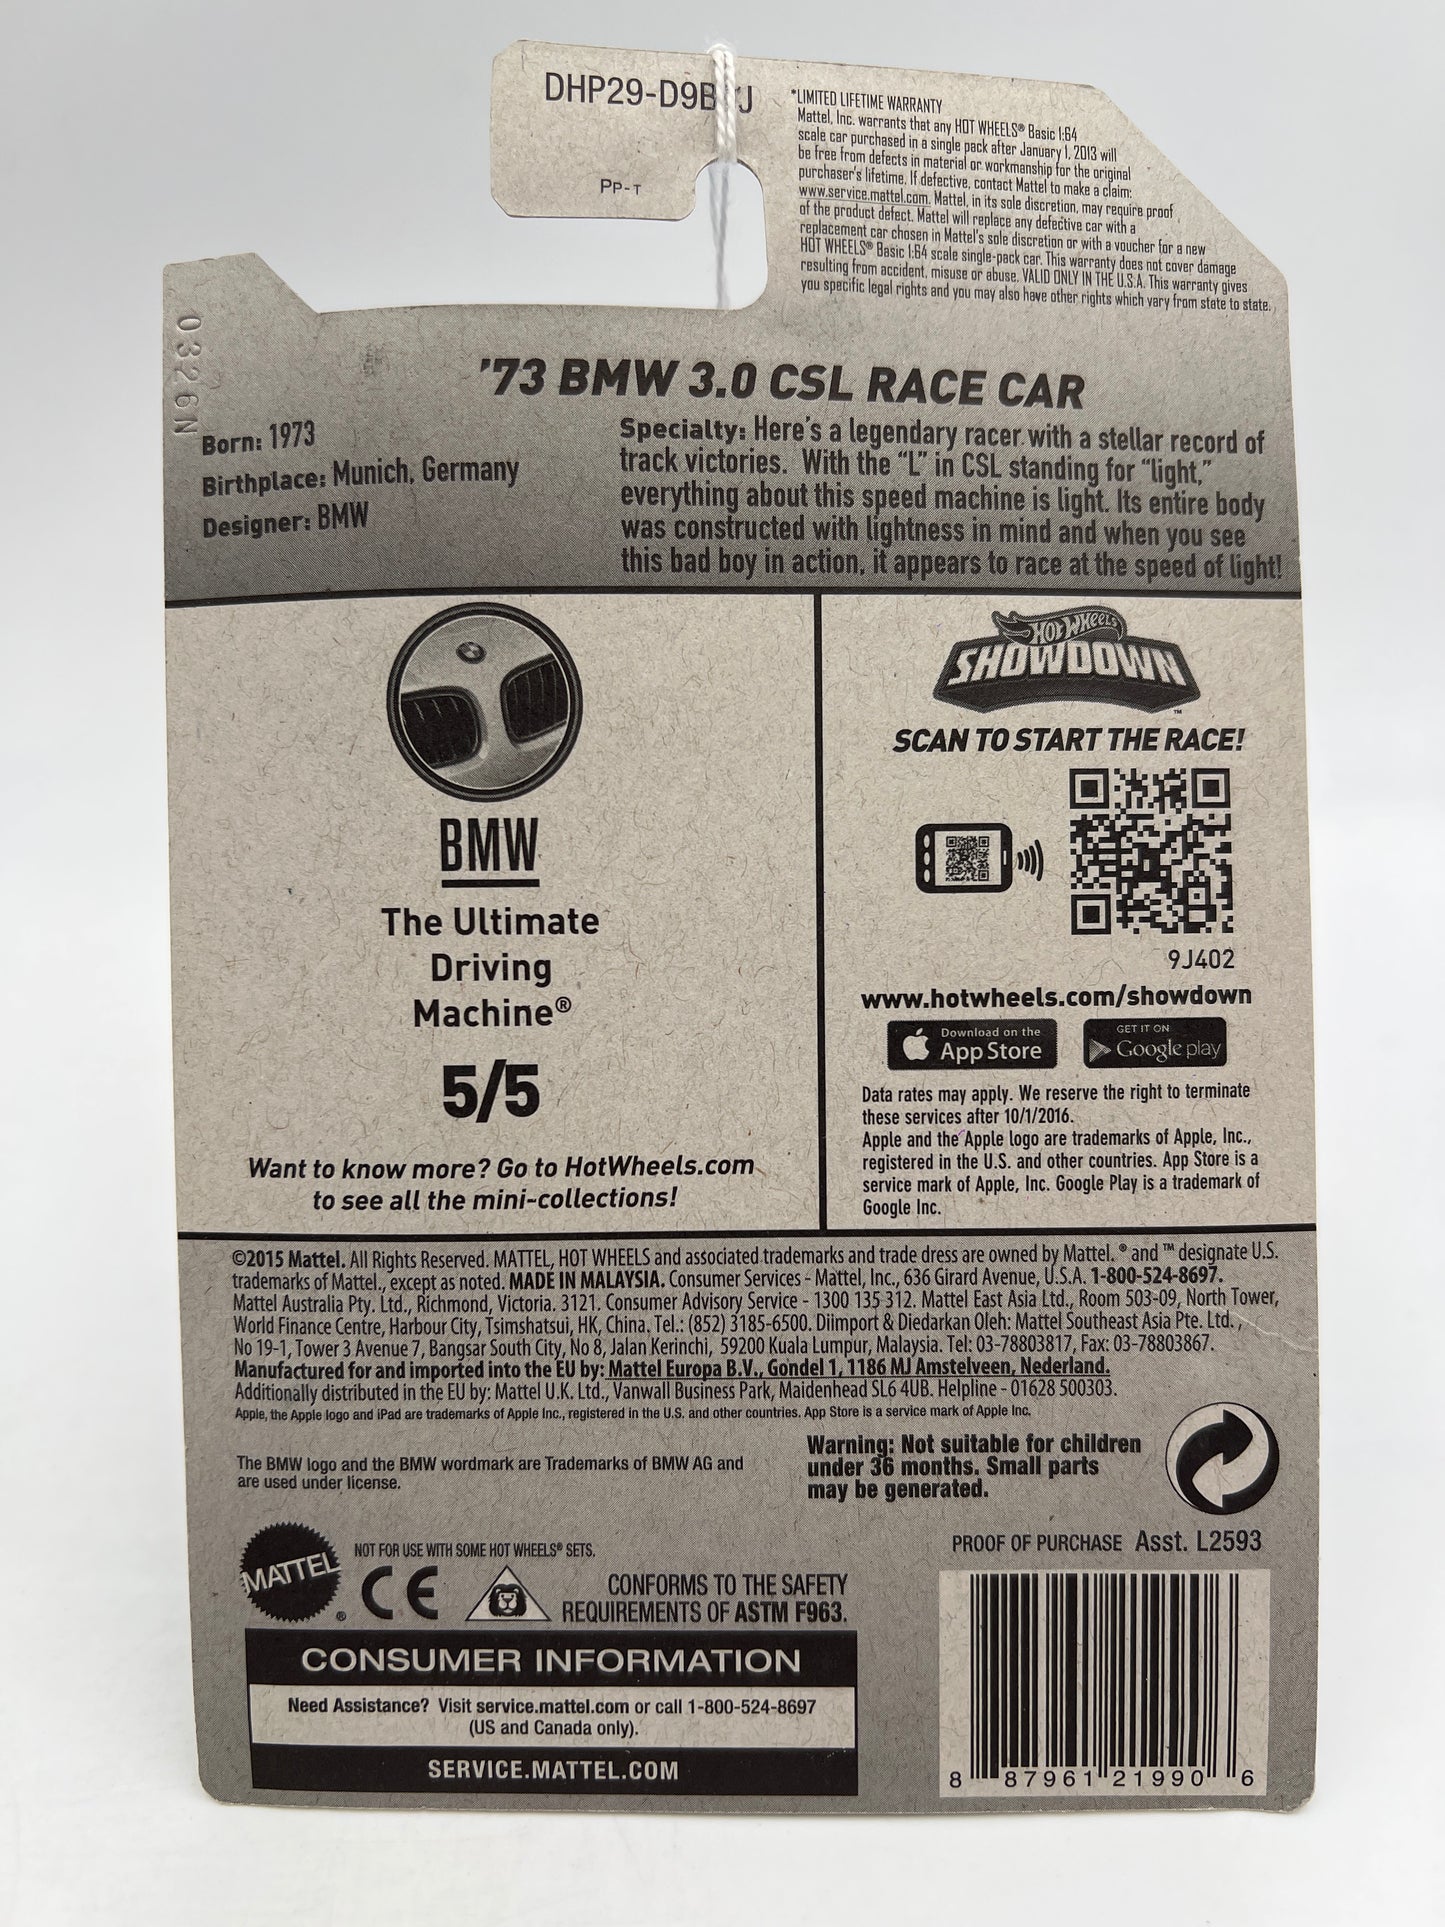 DHP29-D9B J
Pp-T
*LIMITED LIFETIME WARRANTY
Mattel, Inc. warrants that any HOT WHEELS® Basic 1:64
scale car purchased in a single pack after January 1, 2013 will
be free from defects in material or workmanship for the original
purchaser's lifetime. If defective, contact Mattel to make a claim:
www.service.mattel.com. Mattel, in its sole discretion, may require proof
of the product defect. Mattel will replace any defective car with a
replacement car chosen in Mattel's sole discretion or with a voucher for a new
HOT WHEELS® Basic 1:64 scale single-pack car. This warranty does not cover damage
resulting from accident, misuse or abuse. VALID ONLY IN THE U.S.A. This warranty gives
you specific legal rights and you may also have other rights which vary from state to state.
0326N
'73 BMW 3.0 CSL RACE CAR
Born: 1973
Birthplace: Munich, Germany
Designer: BMW
Specialty: Here's a legendary racer with a stellar record of
track victories. With the “L” in CSL standing for “light,”
everything about this speed machine is light. Its entire body
was constructed with lightness in mind and when you see
this bad boy in action, it appears to race at the speed of light!
BMW
The Ultimate
Driving
Machine®
5/5
Want to know more? Go to HotWheels.com
to see all the mini-collections!
Hot Wheels
SHOWDOWN™
SCAN TO START THE RACE!
9J402
www.hotwheels.com/showdown
Download on the
App Store
GET IT ON
Google play
Data rates may apply. We reserve the right to terminate
these services after 10/1/2016.
Apple and the Apple logo are trademarks of Apple, Inc.,
registered in the U.S. and other countries. App Store is a
service mark of Apple, Inc. Google Play is a trademark of
Google Inc.
©2015 Mattel. All Rights Reserved. MATTEL, HOT WHEELS and associated trademarks and trade dress are owned by Mattel. ® and ™ designate U.S.
trademarks of Mattel., except as noted. MADE IN MALAYSIA. Consumer Services - Mattel, Inc., 636 Girard Avenue, U.S.A. 1-800-524-8697.
Mattel Australia Pty. Ltd., Richmond, Victoria. 3121. Consumer Advisory Service - 1300 135 312. Mattel East Asia Ltd., Room 503-09, North Tower,
World Finance Centre, Harbour City, Tsimshatsui, HK, China. Tel.: (852) 3185-6500. Diimport & Diedarkan Oleh: Mattel Southeast Asia Pte. Ltd.,
No 19-1, Tower 3 Avenue 7, Bangsar South City, No 8, Jalan Kerinchi, 59200 Kuala Lumpur, Malaysia. Tel: 03-78803817, Fax: 03-78803867.
Manufactured for and imported into the EU by: Mattel Europa B.V., Gondel 1, 1186 MJ Amstelveen, Nederland.
Additionally distributed in the EU by: Mattel U.K. Ltd., Vanwall Business Park, Maidenhead SL6 4UB. Helpline - 01628 500303.
Apple, the Apple logo and iPad are trademarks of Apple Inc., registered in the U.S. and other countries. App Store is a service mark of Apple Inc.
The BMW logo and the BMW wordmark are Trademarks of BMW AG and
are used under license.
Warning: Not suitable for children
under 36 months. Small parts
may be generated.
PROOF OF PURCHASE Asst. L2593
MATTEL®
NOT FOR USE WITH SOME HOT WHEELS® SETS.
CE
CONFORMS TO THE SAFETY
REQUIREMENTS OF ASTM F963.
CONSUMER INFORMATION
Need Assistance? Visit service.mattel.com or call 1-800-524-8697
(US and Canada only).
SERVICE.MATTEL.COM
8 87961 21990 6